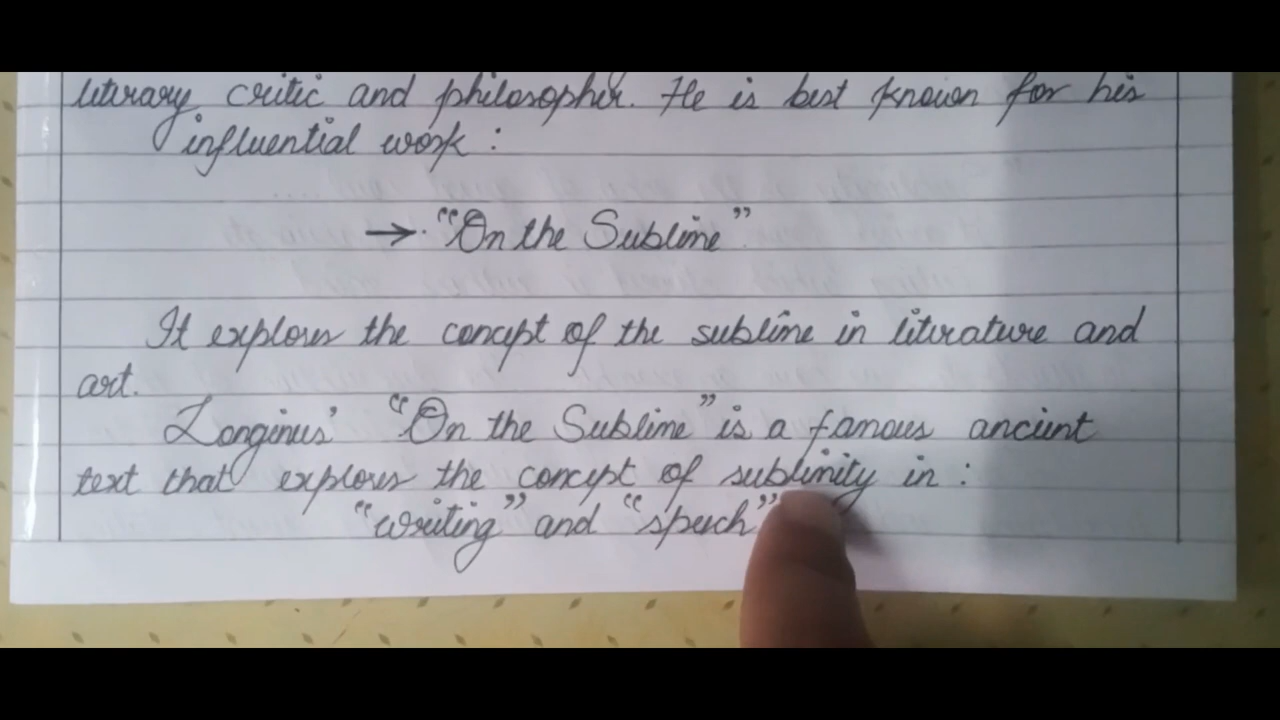 literary critic and philosopher. He is best known for his
influential work :
→ "On the Sublime"
It explores the concept of the sublime in literature and
art.
Longinus' "On the Sublime" is a famous ancient
text that explores the concept of sublimity in :
"writing" and "speech"